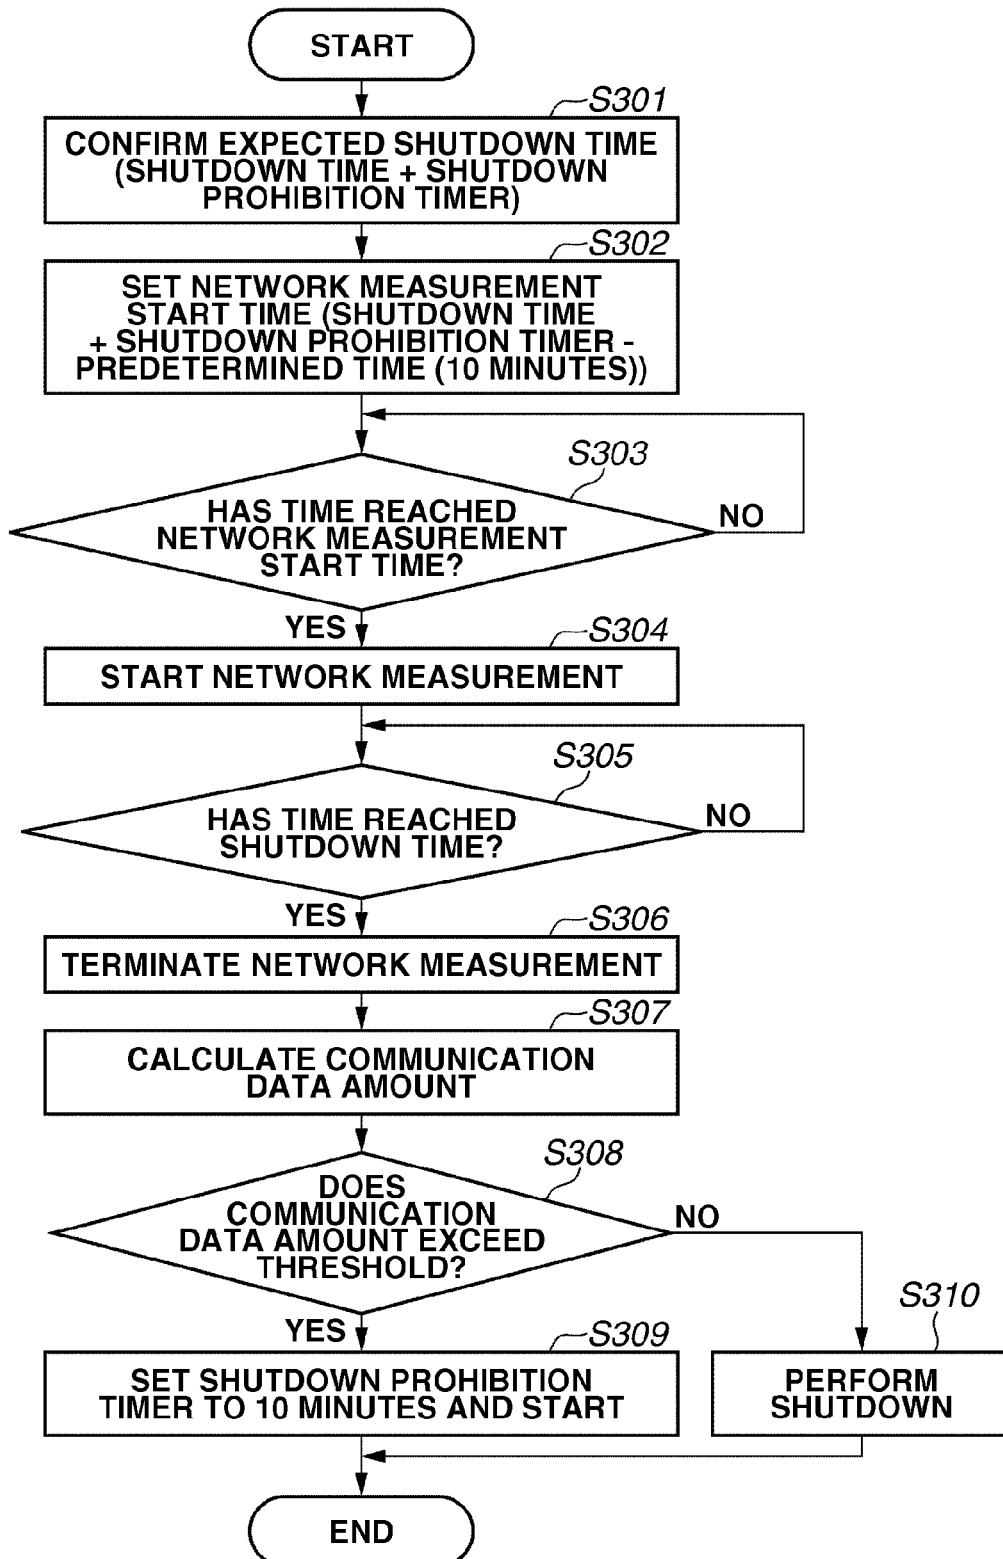 START
S301
CONFIRM EXPECTED SHUTDOWN TIME
(SHUTDOWN TIME + SHUTDOWN
PROHIBITION TIMER)
S302
SET NETWORK MEASUREMENT
START TIME (SHUTDOWN TIME
+ SHUTDOWN PROHIBITION TIMER -
PREDETERMINED TIME (10 MINUTES))
S303
HAS TIME REACHED
NETWORK MEASUREMENT
START TIME?
NO
YES
S304
START NETWORK MEASUREMENT
S305
HAS TIME REACHED
SHUTDOWN TIME?
NO
YES
S306
TERMINATE NETWORK MEASUREMENT
S307
CALCULATE COMMUNICATION
DATA AMOUNT
S308
DOES
COMMUNICATION
DATA AMOUNT EXCEED
THRESHOLD?
NO
YES
S309
SET SHUTDOWN PROHIBITION
TIMER TO 10 MINUTES AND START
S310
PERFORM
SHUTDOWN
END